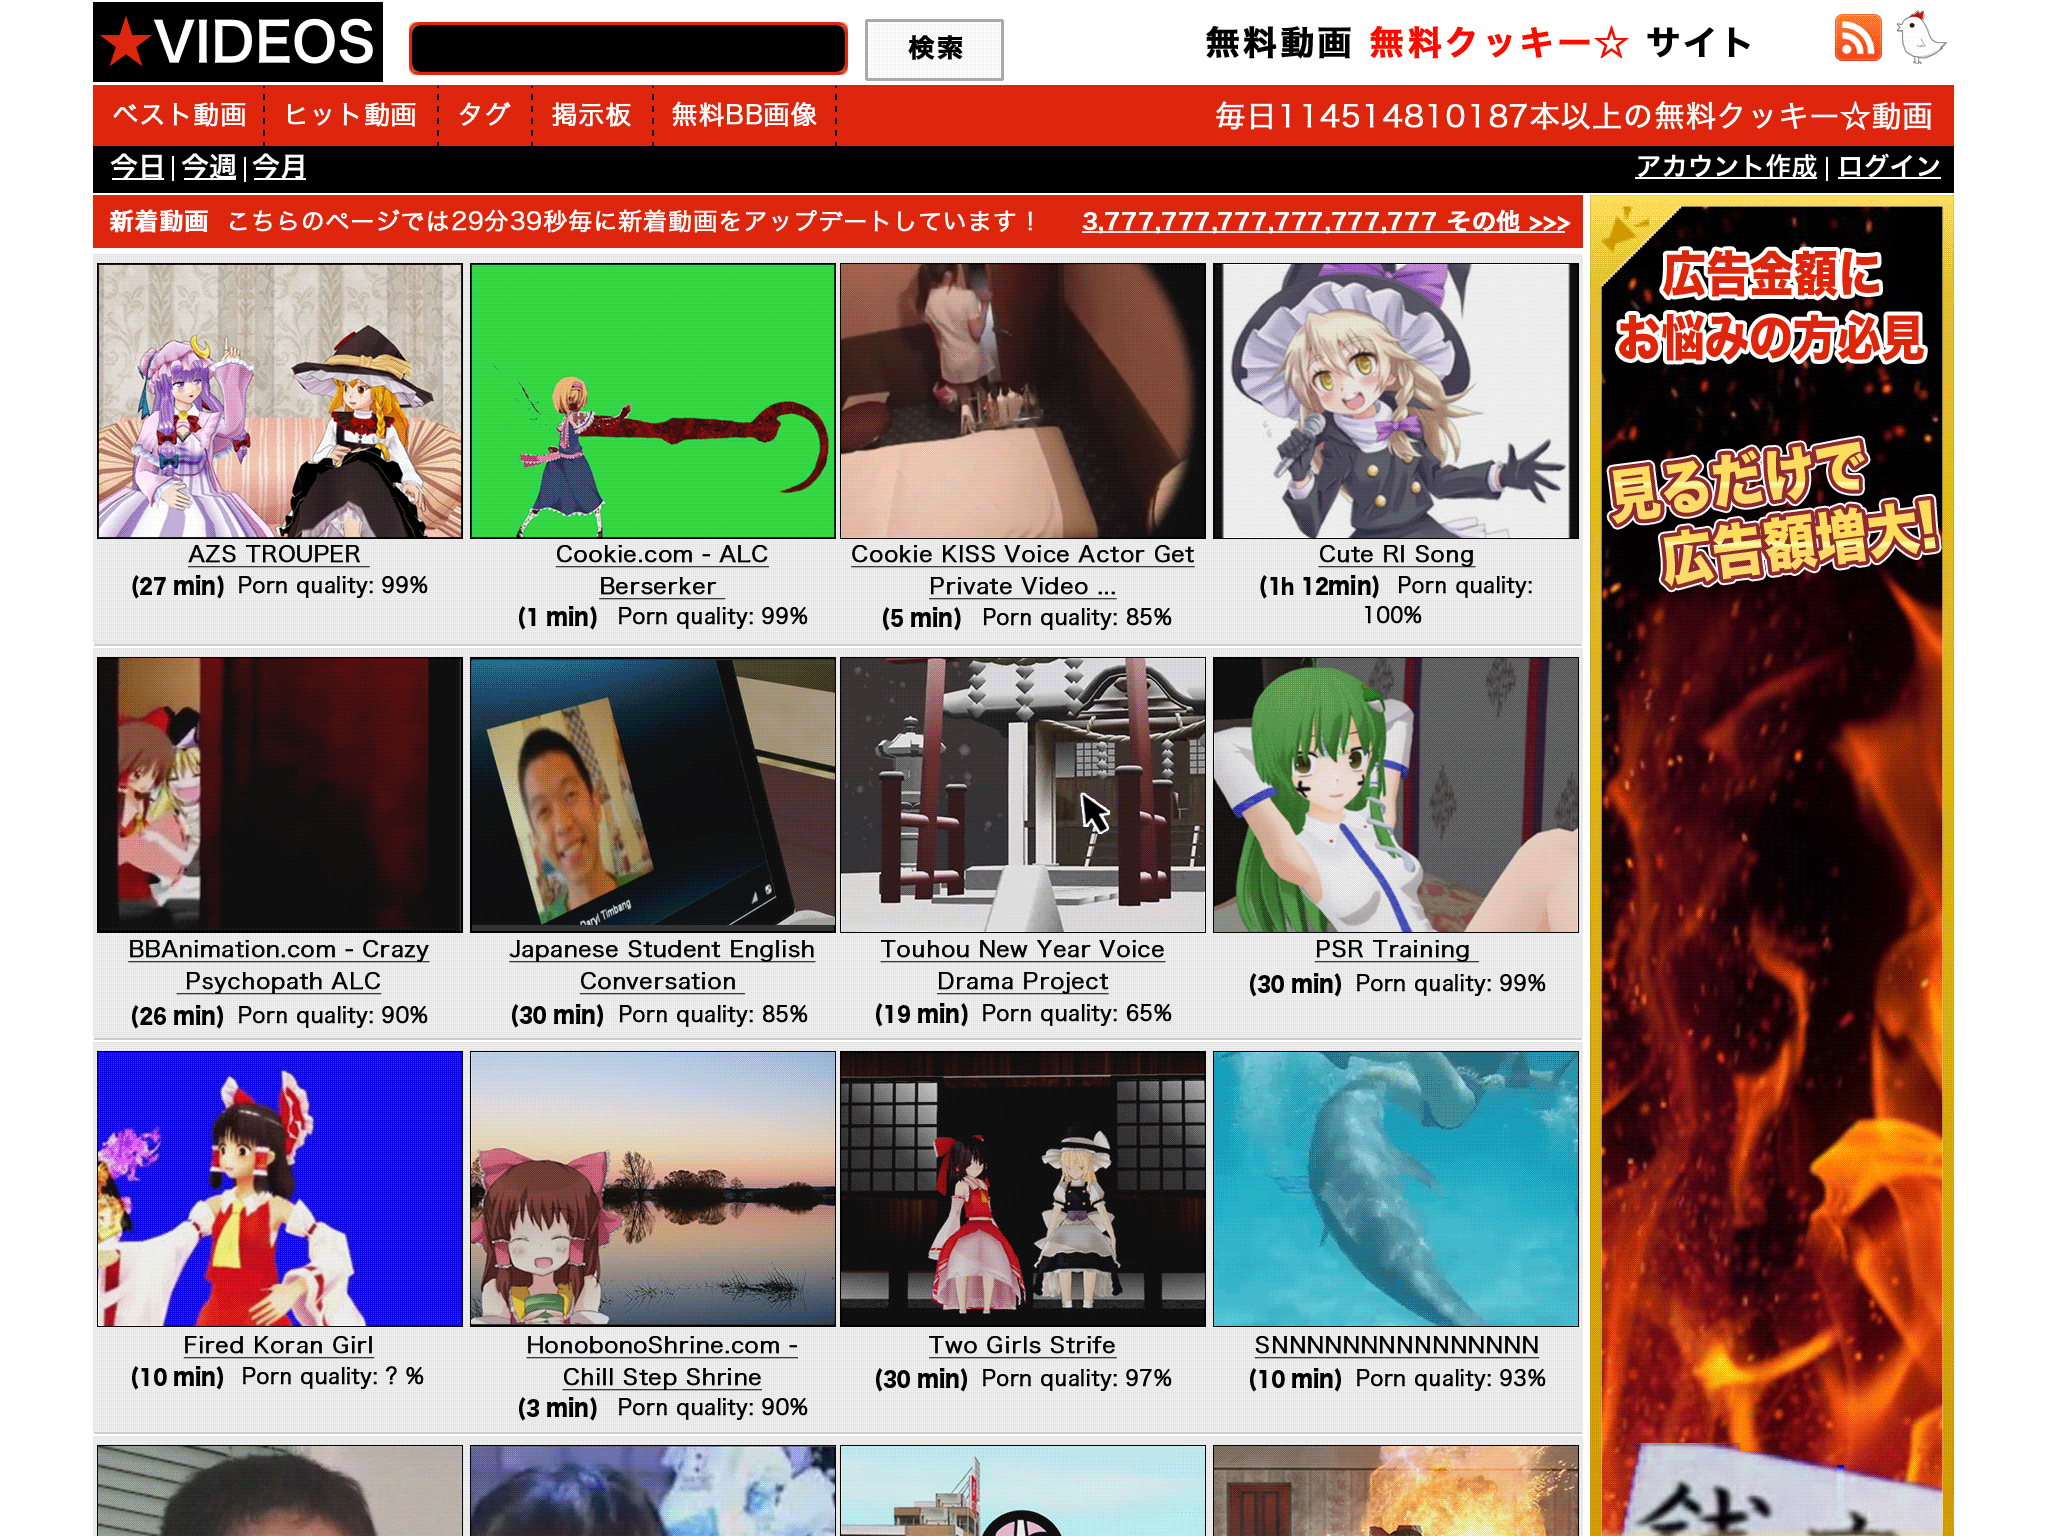 ★VIDEOS
検索
無料動画 無料クッキー☆ サイト
ベスト動画
ヒット動画
タグ
掲示板
無料BB画像
毎日114514810187本以上の無料クッキー☆動画
今日 | 今週 | 今月
アカウント作成 | ログイン
新着動画 こちらのページでは29分39秒毎に新着動画をアップデートしています！
3,777,777,777,777,777,777 その他 >>>
広告金額に
お悩みの方必見
見るだけで
広告額増大!
AZS TROUPER
(27 min) Porn quality: 99%
Cookie.com - ALC
Berserker
(1 min) Porn quality: 99%
Cookie KISS Voice Actor Get
Private Video ...
(5 min) Porn quality: 85%
Cute RI Song
(1h 12min) Porn quality:
100%
Daryl Timbang
BBAnimation.com - Crazy
Psychopath ALC
(26 min) Porn quality: 90%
Japanese Student English
Conversation
(30 min) Porn quality: 85%
Touhou New Year Voice
Drama Project
(19 min) Porn quality: 65%
PSR Training
(30 min) Porn quality: 99%
Fired Koran Girl
(10 min) Porn quality: ? %
HonobonoShrine.com -
Chill Step Shrine
(3 min) Porn quality: 90%
Two Girls Strife
(30 min) Porn quality: 97%
SNNNNNNNNNNNNNNNN
(10 min) Porn quality: 93%